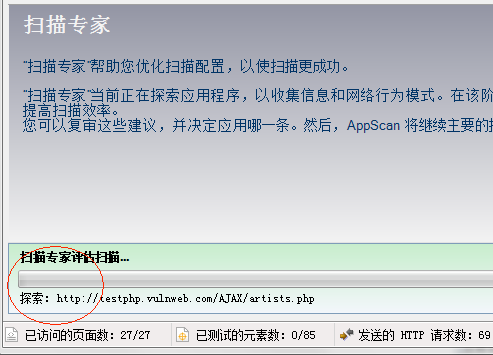 扫描专家
“扫描专家”帮助您优化扫描配置，以使扫描更成功。
“扫描专家”当前正在探索应用程序，以收集信息和网络行为模式。在该阶
提高扫描效率。
您可以复审这些建议，并决定应用哪一条。然后，AppScan 将继续主要的
扫描专家评估扫描...
探索：http://testphp.vulnweb.com/AJAX/artists.php
已访问的页面数：27/27 已测试的元素数：0/85 发送的 HTTP 请求数：69